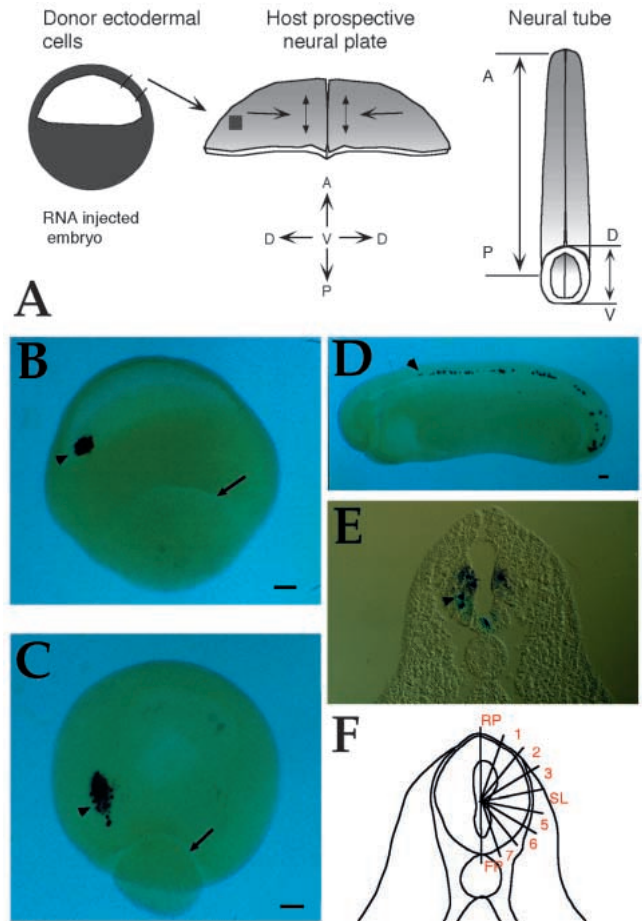 Donor ectodermal
cells
Host prospective
neural plate
Neural tube
RNA injected
embryo
A
D V D
P
A
P
D
V
A
B
C
D
E
F
RP
1
2
3
SL
5
6
7
FP